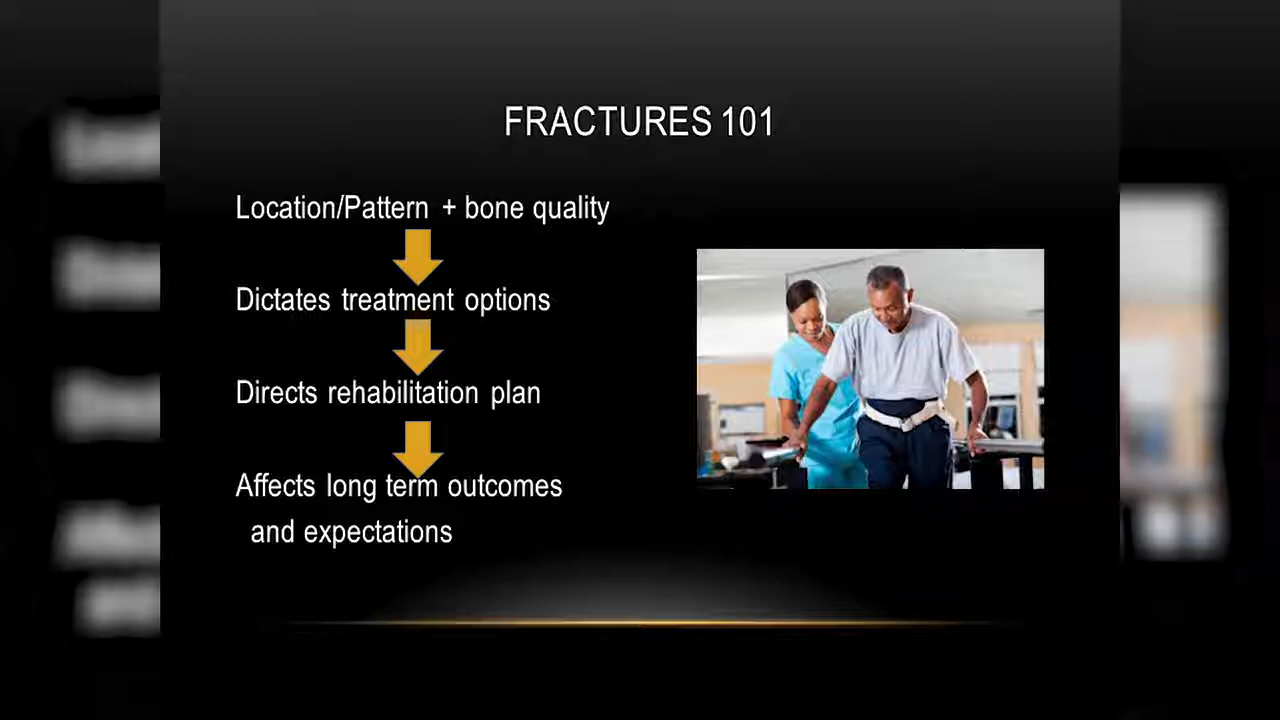 FRACTURES 101
Location/Pattern + bone quality
Dictates treatment options
Directs rehabilitation plan
Affects long term outcomes
and expectations